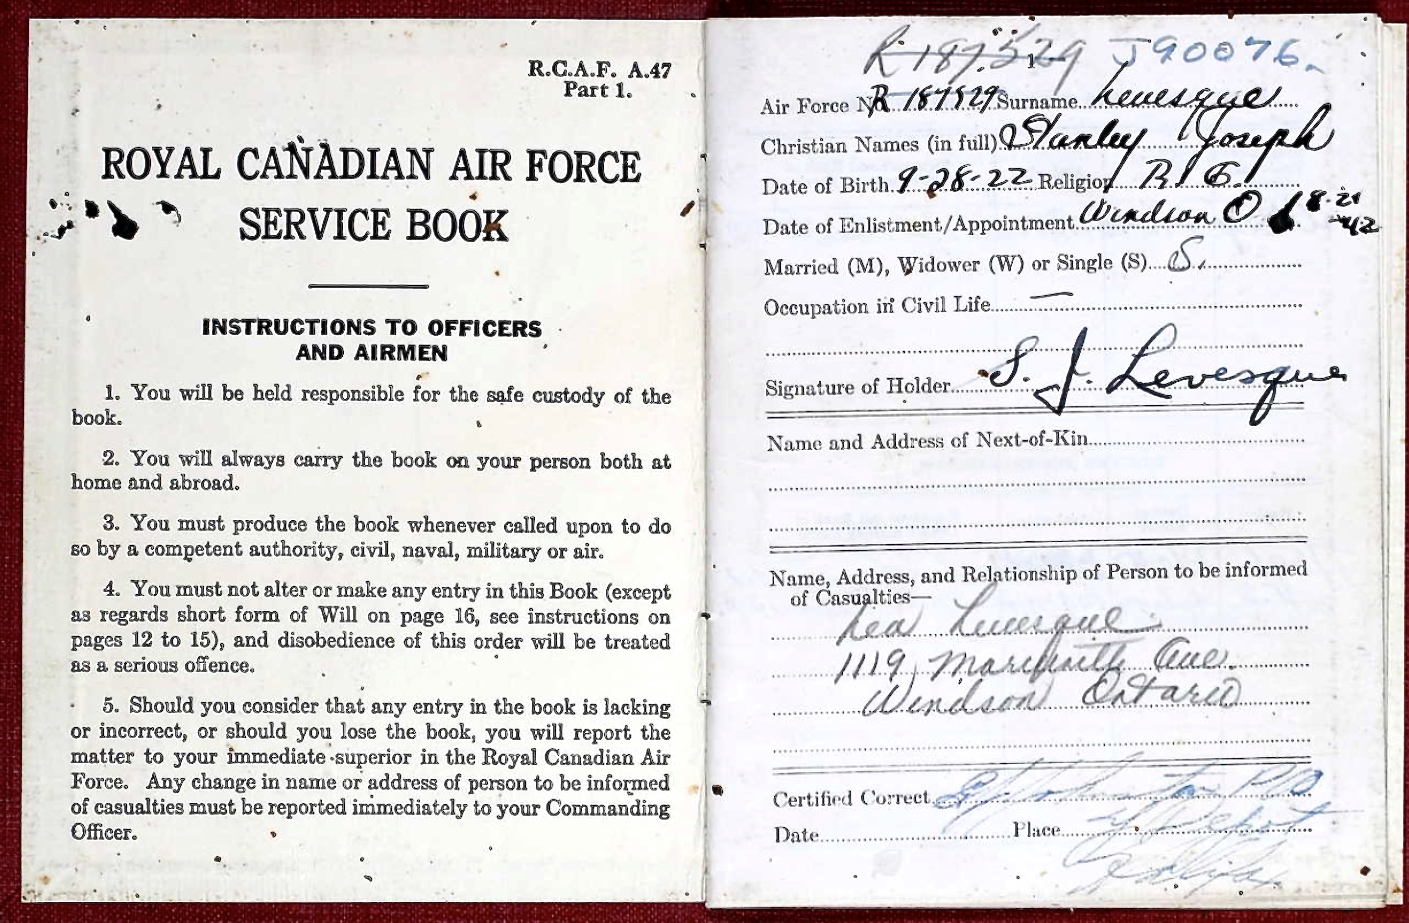 R.C.A.F. A.47
Part 1.
ROYAL CANADIAN AIR FORCE
SERVICE BOOK
INSTRUCTIONS TO OFFICERS
AND AIRMEN
1. You will be held responsible for the safe custody of the
book.
2. You will always carry the book on your person both at
home and abroad.
3. You must produce the book whenever called upon to do
so by a competent authority, civil, naval, military or air.
4. You must not alter or make any entry in this Book (except
as regards short form of Will on page 16, see instructions on
pages 12 to 15), and disobedience of this order will be treated
as a serious offence.
5. Should you consider that any entry in the book is lacking
or incorrect, or should you lose the book, you will report the
matter to your immediate superior in the Royal Canadian Air
Force. Any change in name or address of person to be informed
of casualties must be reported immediately to your Commanding
Officer.
1
R-187529 J90076.
Air Force No. R 187529 Surname Levesque
Christian Names (in full) Stanley Joseph
Date of Birth 9-28-22 Religion R.C.
Date of Enlistment/Appointment Windsor O 8-21-42
Married (M), Widower (W) or Single (S) S.
Occupation in Civil Life —
Signature of Holder S. J. Levesque
Name and Address of Next-of-Kin
Name, Address, and Relationship of Person to be informed
of Casualties—
Lea Levesque
1119 Ave.
Windsor Ontario
Certified Correct
Date Place Depot